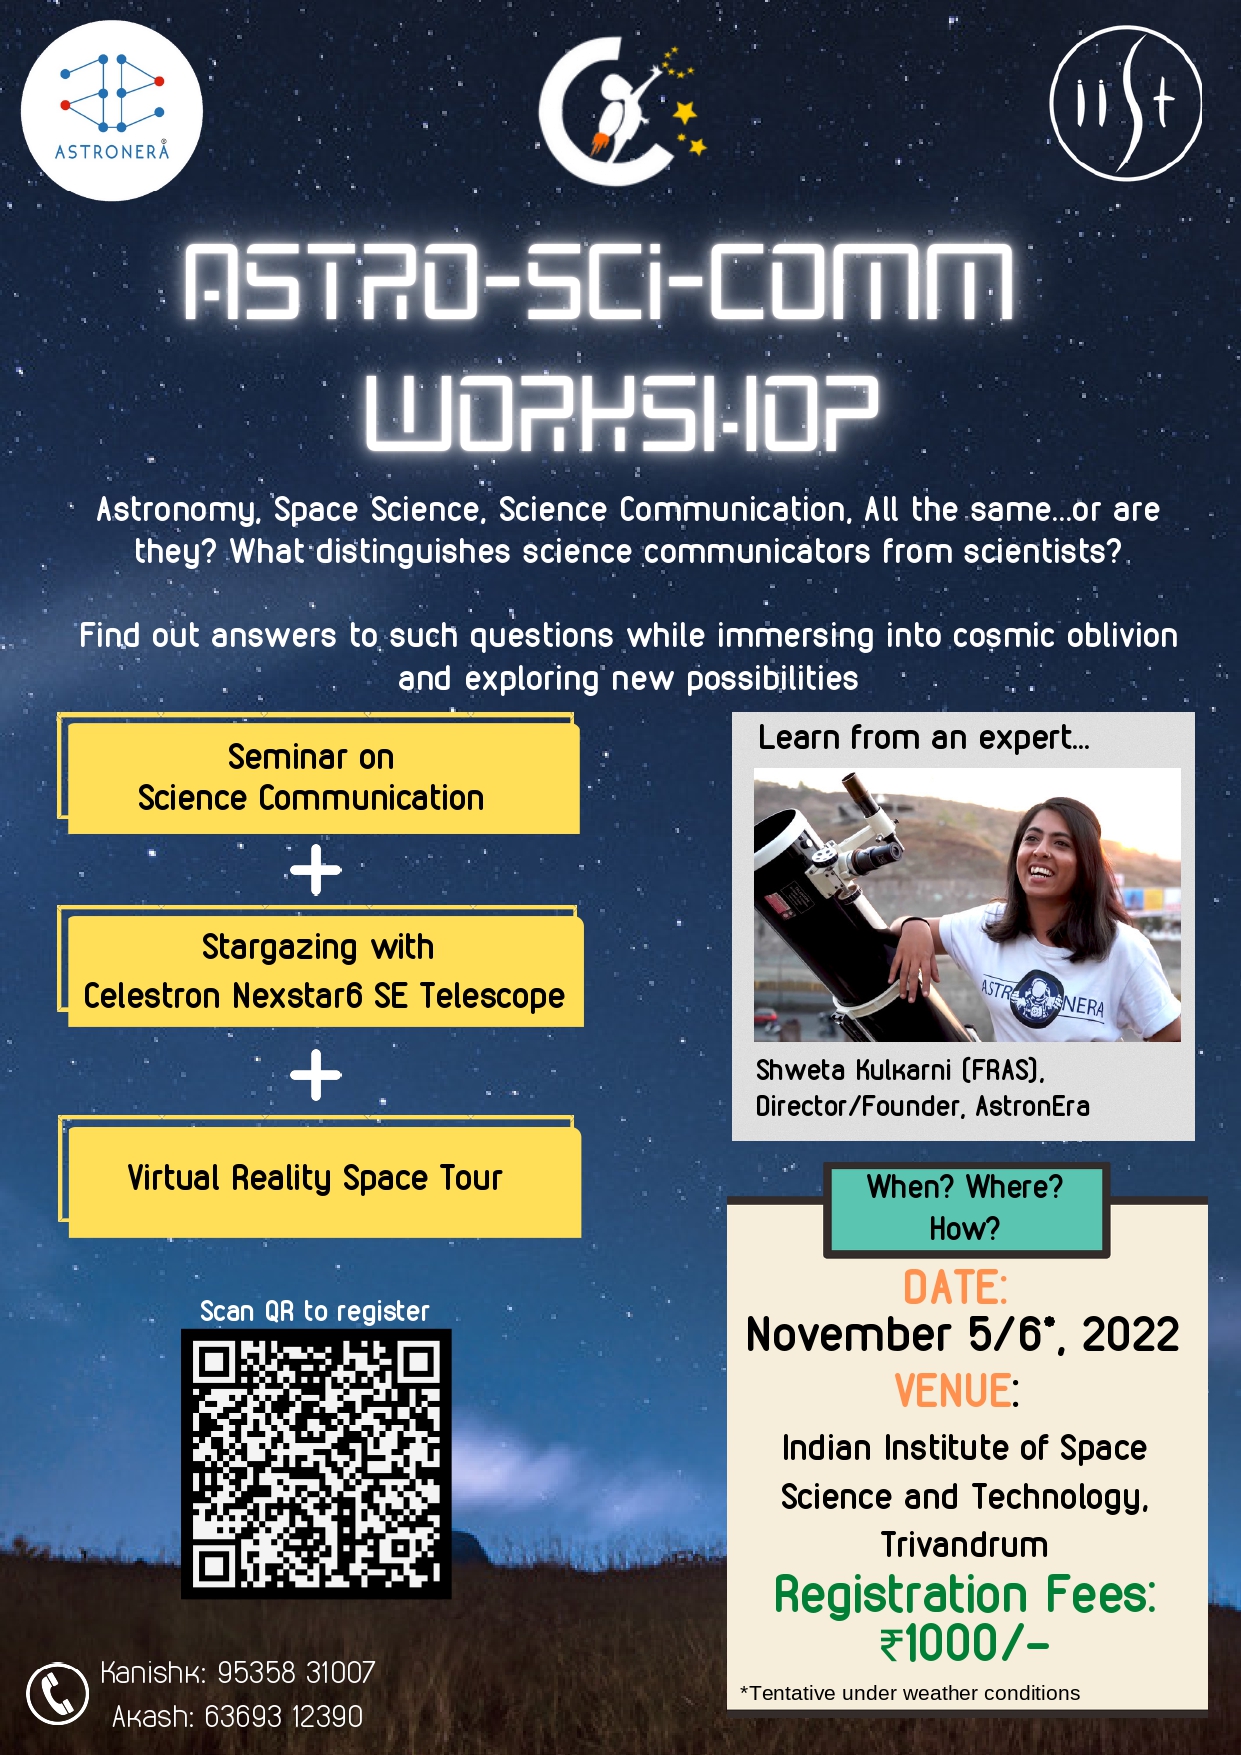 ASTRONERA
®
iist
ASTRO-SCi-COMM
WORKSHOP
Astronomy, Space Science, Science Communication, All the same...or are
they? What distinguishes science communicators from scientists?
Find out answers to such questions while immersing into cosmic oblivion
and exploring new possibilities
Seminar on
Science Communication
+
Stargazing with
Celestron Nexstar6 SE Telescope
+
Virtual Reality Space Tour
Scan QR to register
Kanishk: 95358 31007
Akash: 63693 12390
Learn from an expert...
ASTR NERA
Shweta Kulkarni (FRAS),
Director/Founder, AstronEra
When? Where?
How?
DATE:
November 5/6*, 2022
VENUE:
Indian Institute of Space
Science and Technology,
Trivandrum
Registration Fees:
₹1000/-
*Tentative under weather conditions